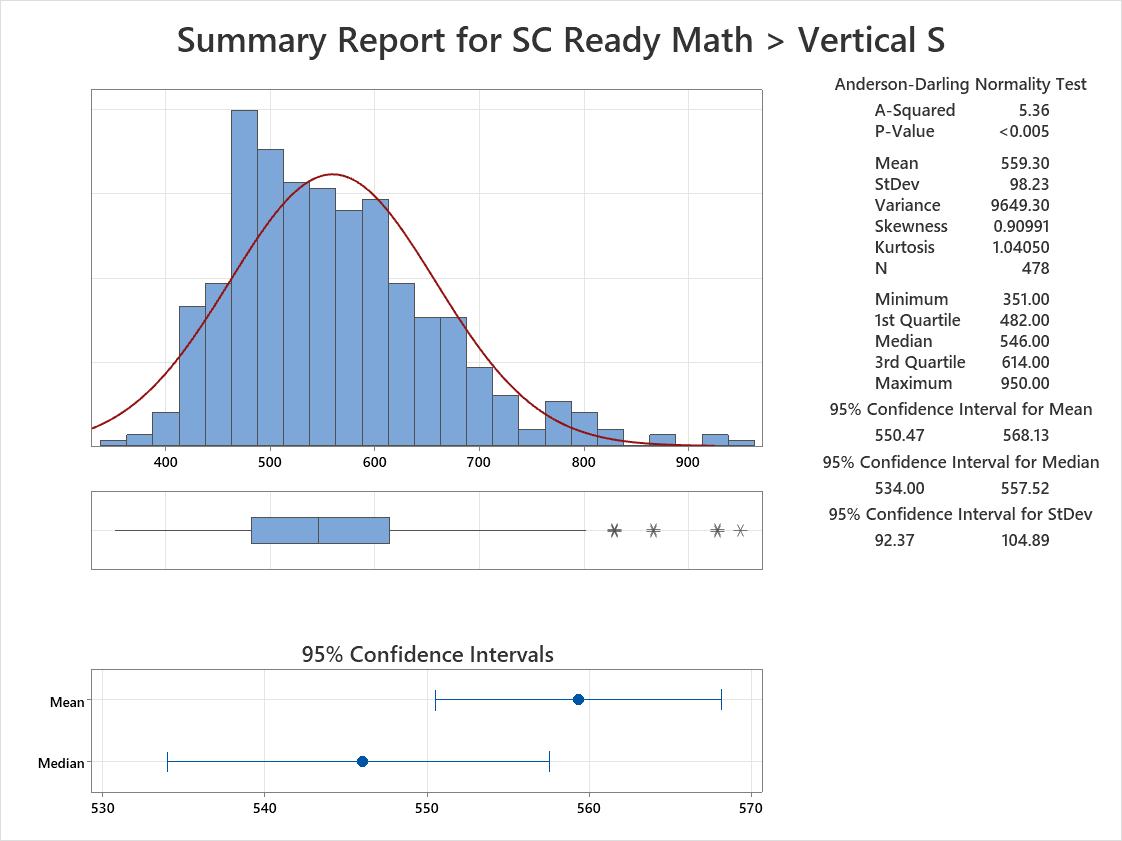 Summary Report for SC Ready Math > Vertical S
Anderson-Darling Normality Test
A-Squared 5.36
P-Value <0.005
Mean 559.30
StDev 98.23
Variance 9649.30
Skewness 0.90991
Kurtosis 1.04050
N 478
Minimum 351.00
1st Quartile 482.00
Median 546.00
3rd Quartile 614.00
Maximum 950.00
95% Confidence Interval for Mean
550.47 568.13
95% Confidence Interval for Median
534.00 557.52
95% Confidence Interval for StDev
92.37 104.89
400 500 600 700 800 900
95% Confidence Intervals
Mean
Median
530 540 550 560 570